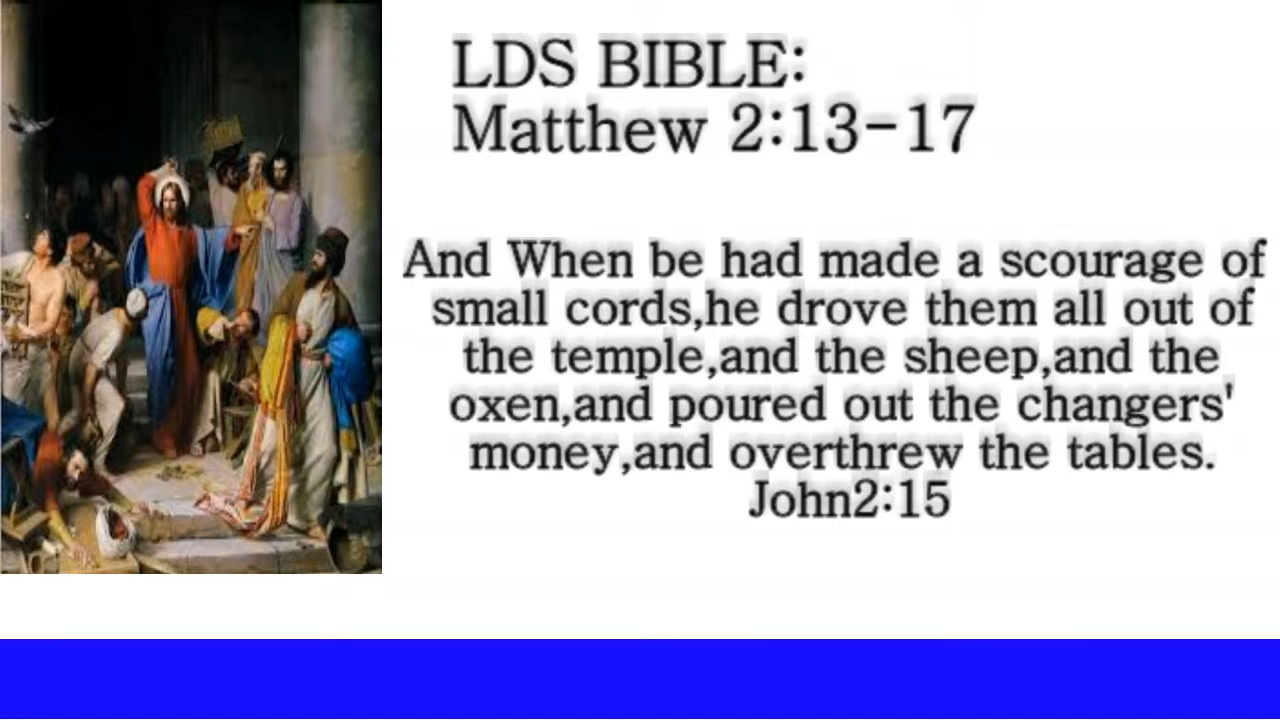 LDS BIBLE:
Matthew 2:13-17
And When be had made a scourage of
small cords,he drove them all out of
the temple,and the sheep,and the
oxen,and poured out the changers'
money,and overthrew the tables.
John2:15